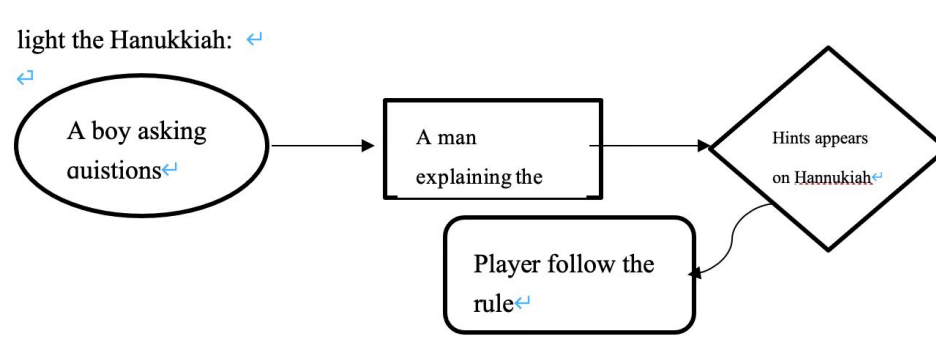 light the Hanukkiah:
A boy asking
quistions
A man
explaining the
Hints appears
on Hannukiah
Player follow the
rule